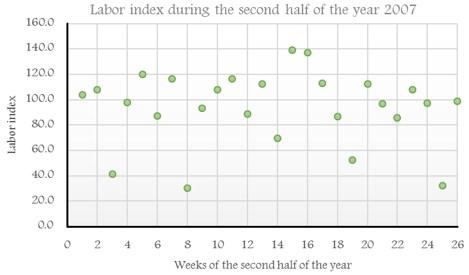 Labor index during the second half of the year 2007
160.0
140.0
120.0
100.0
80.0
60.0
40.0
20.0
0.0
Labor index
0 2 4 6 8 10 12 14 16 18 20 22 24 26
Weeks of the second half of the year